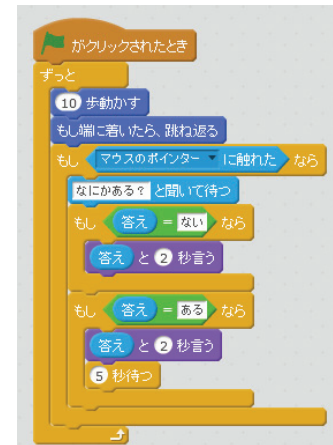 がクリックされたとき
ずっと
10 歩動かす
もし端に着いたら、跳ね返る
もし マウスのポインター に触れた なら
なにかある? と聞いて待つ
もし 答え = ない なら
答え と 2 秒言う
もし 答え = ある なら
答え と 2 秒言う
5 秒待つ